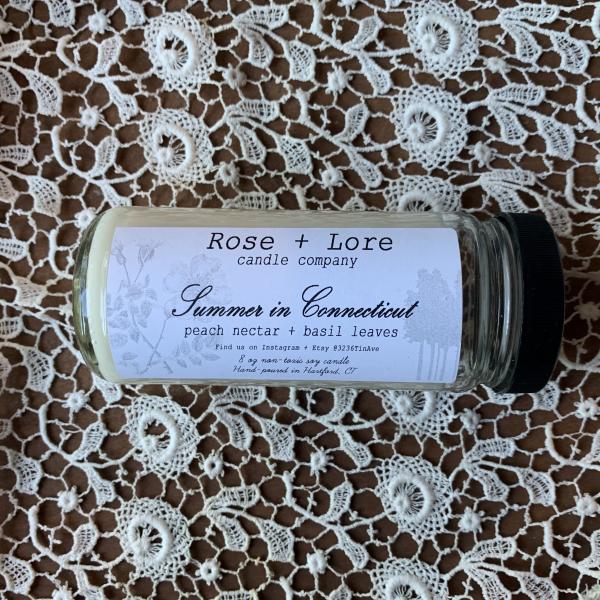 Rose + Lore
candle company
Summer in Connecticut
peach nectar + basil leaves
Find us on Instagram + Etsy @3236TinAve
8 oz non-toxic soy candle
Hand-poured in Hartford, CT